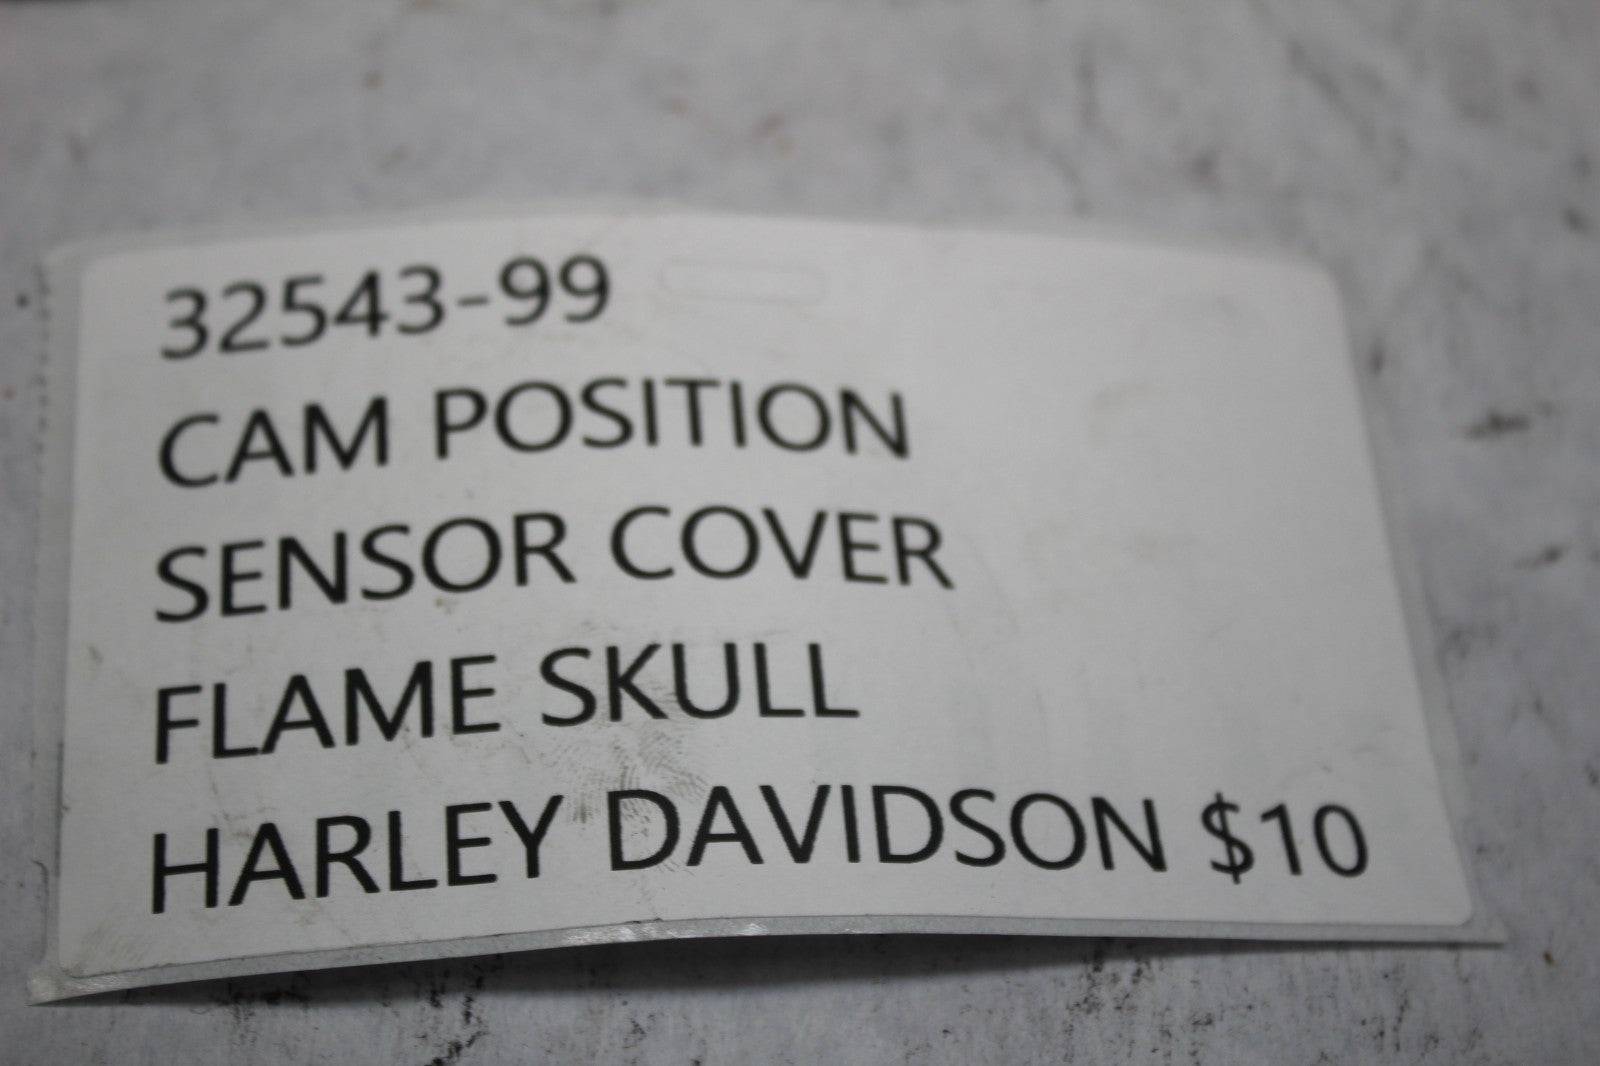 32543-99
CAM POSITION
SENSOR COVER
FLAME SKULL
HARLEY DAVIDSON $10